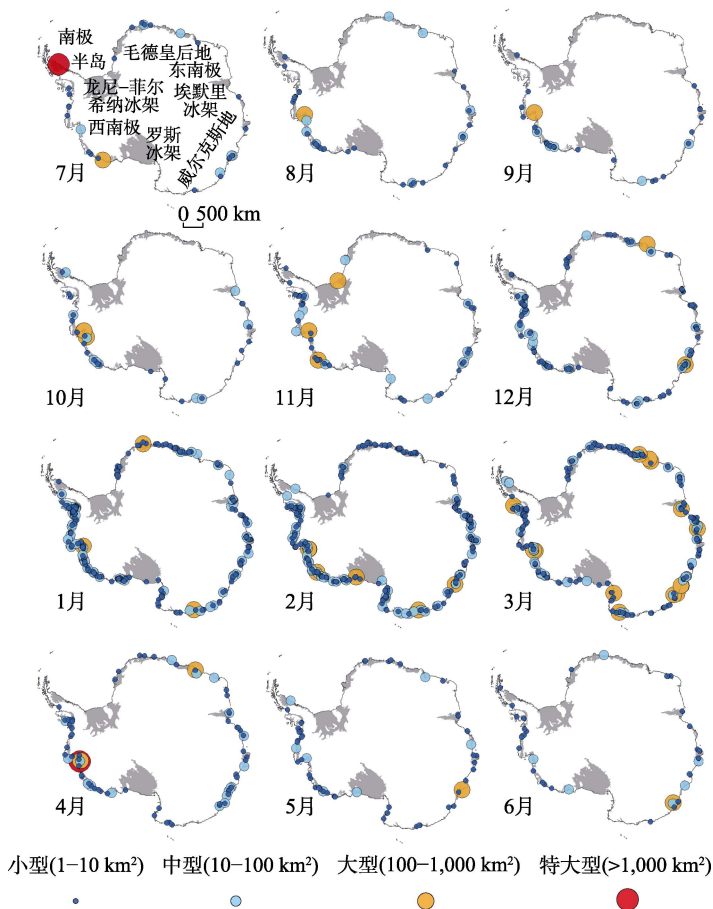 南极
半岛
毛德皇后地
东南极
龙尼-菲尔
希纳冰架
埃默里
冰架
西南极
罗斯
冰架
威尔克斯地
7月
8月
9月
0 500 km
10月
11月
12月
1月
2月
3月
4月
5月
6月
小型(1-10 km²)
中型(10-100 km²)
大型(100-1,000 km²)
特大型(>1,000 km²)